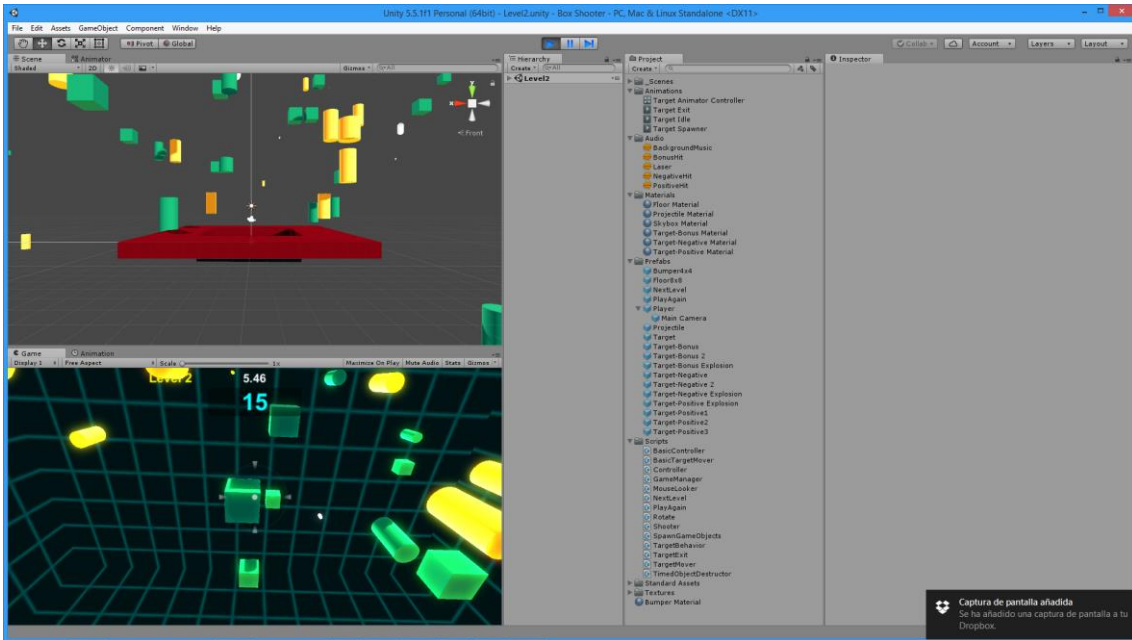 Unity 5.5.1f1 Personal (64bit) - Level2.unity - Box Shooter - PC, Mac & Linux Standalone <DX11>
File Edit Assets GameObject Component Window Help
Pivot Global
Collab
Account
Layers
Layout
Scene
Animator
Shaded
2D
Gizmos
All
y
x
Front
Game
Animation
Display 1
Free Aspect
Scale
1x
Maximize On Play
Mute Audio
Stats
Gizmos
Level2
5.46
15
Hierarchy
Create
All
Level2
Project
Create
_Scenes
Animations
Target Animator Controller
Target Exit
Target Idle
Target Spawner
Audio
BackgroundMusic
BonusHit
Laser
NegativeHit
PositiveHit
Materials
Floor Material
Projectile Material
Skybox Material
Target-Bonus Material
Target-Negative Material
Target-Positive Material
Prefabs
Bumper4x4
Floor8x8
NextLevel
PlayAgain
Player
Main Camera
Projectile
Target
Target-Bonus
Target-Bonus 2
Target-Bonus Explosion
Target-Negative
Target-Negative 2
Target-Negative Explosion
Target-Positive Explosion
Target-Positive1
Target-Positive2
Target-Positive3
Scripts
BasicController
BasicTargetMover
Controller
GameManager
MouseLooker
NextLevel
PlayAgain
Rotate
Shooter
SpawnGameObjects
TargetBehavior
TargetExit
TargetMover
TimedObjectDestructor
Standard Assets
Textures
Bumper Material
Inspector
Captura de pantalla añadida
Se ha añadido una captura de pantalla a tu
Dropbox.